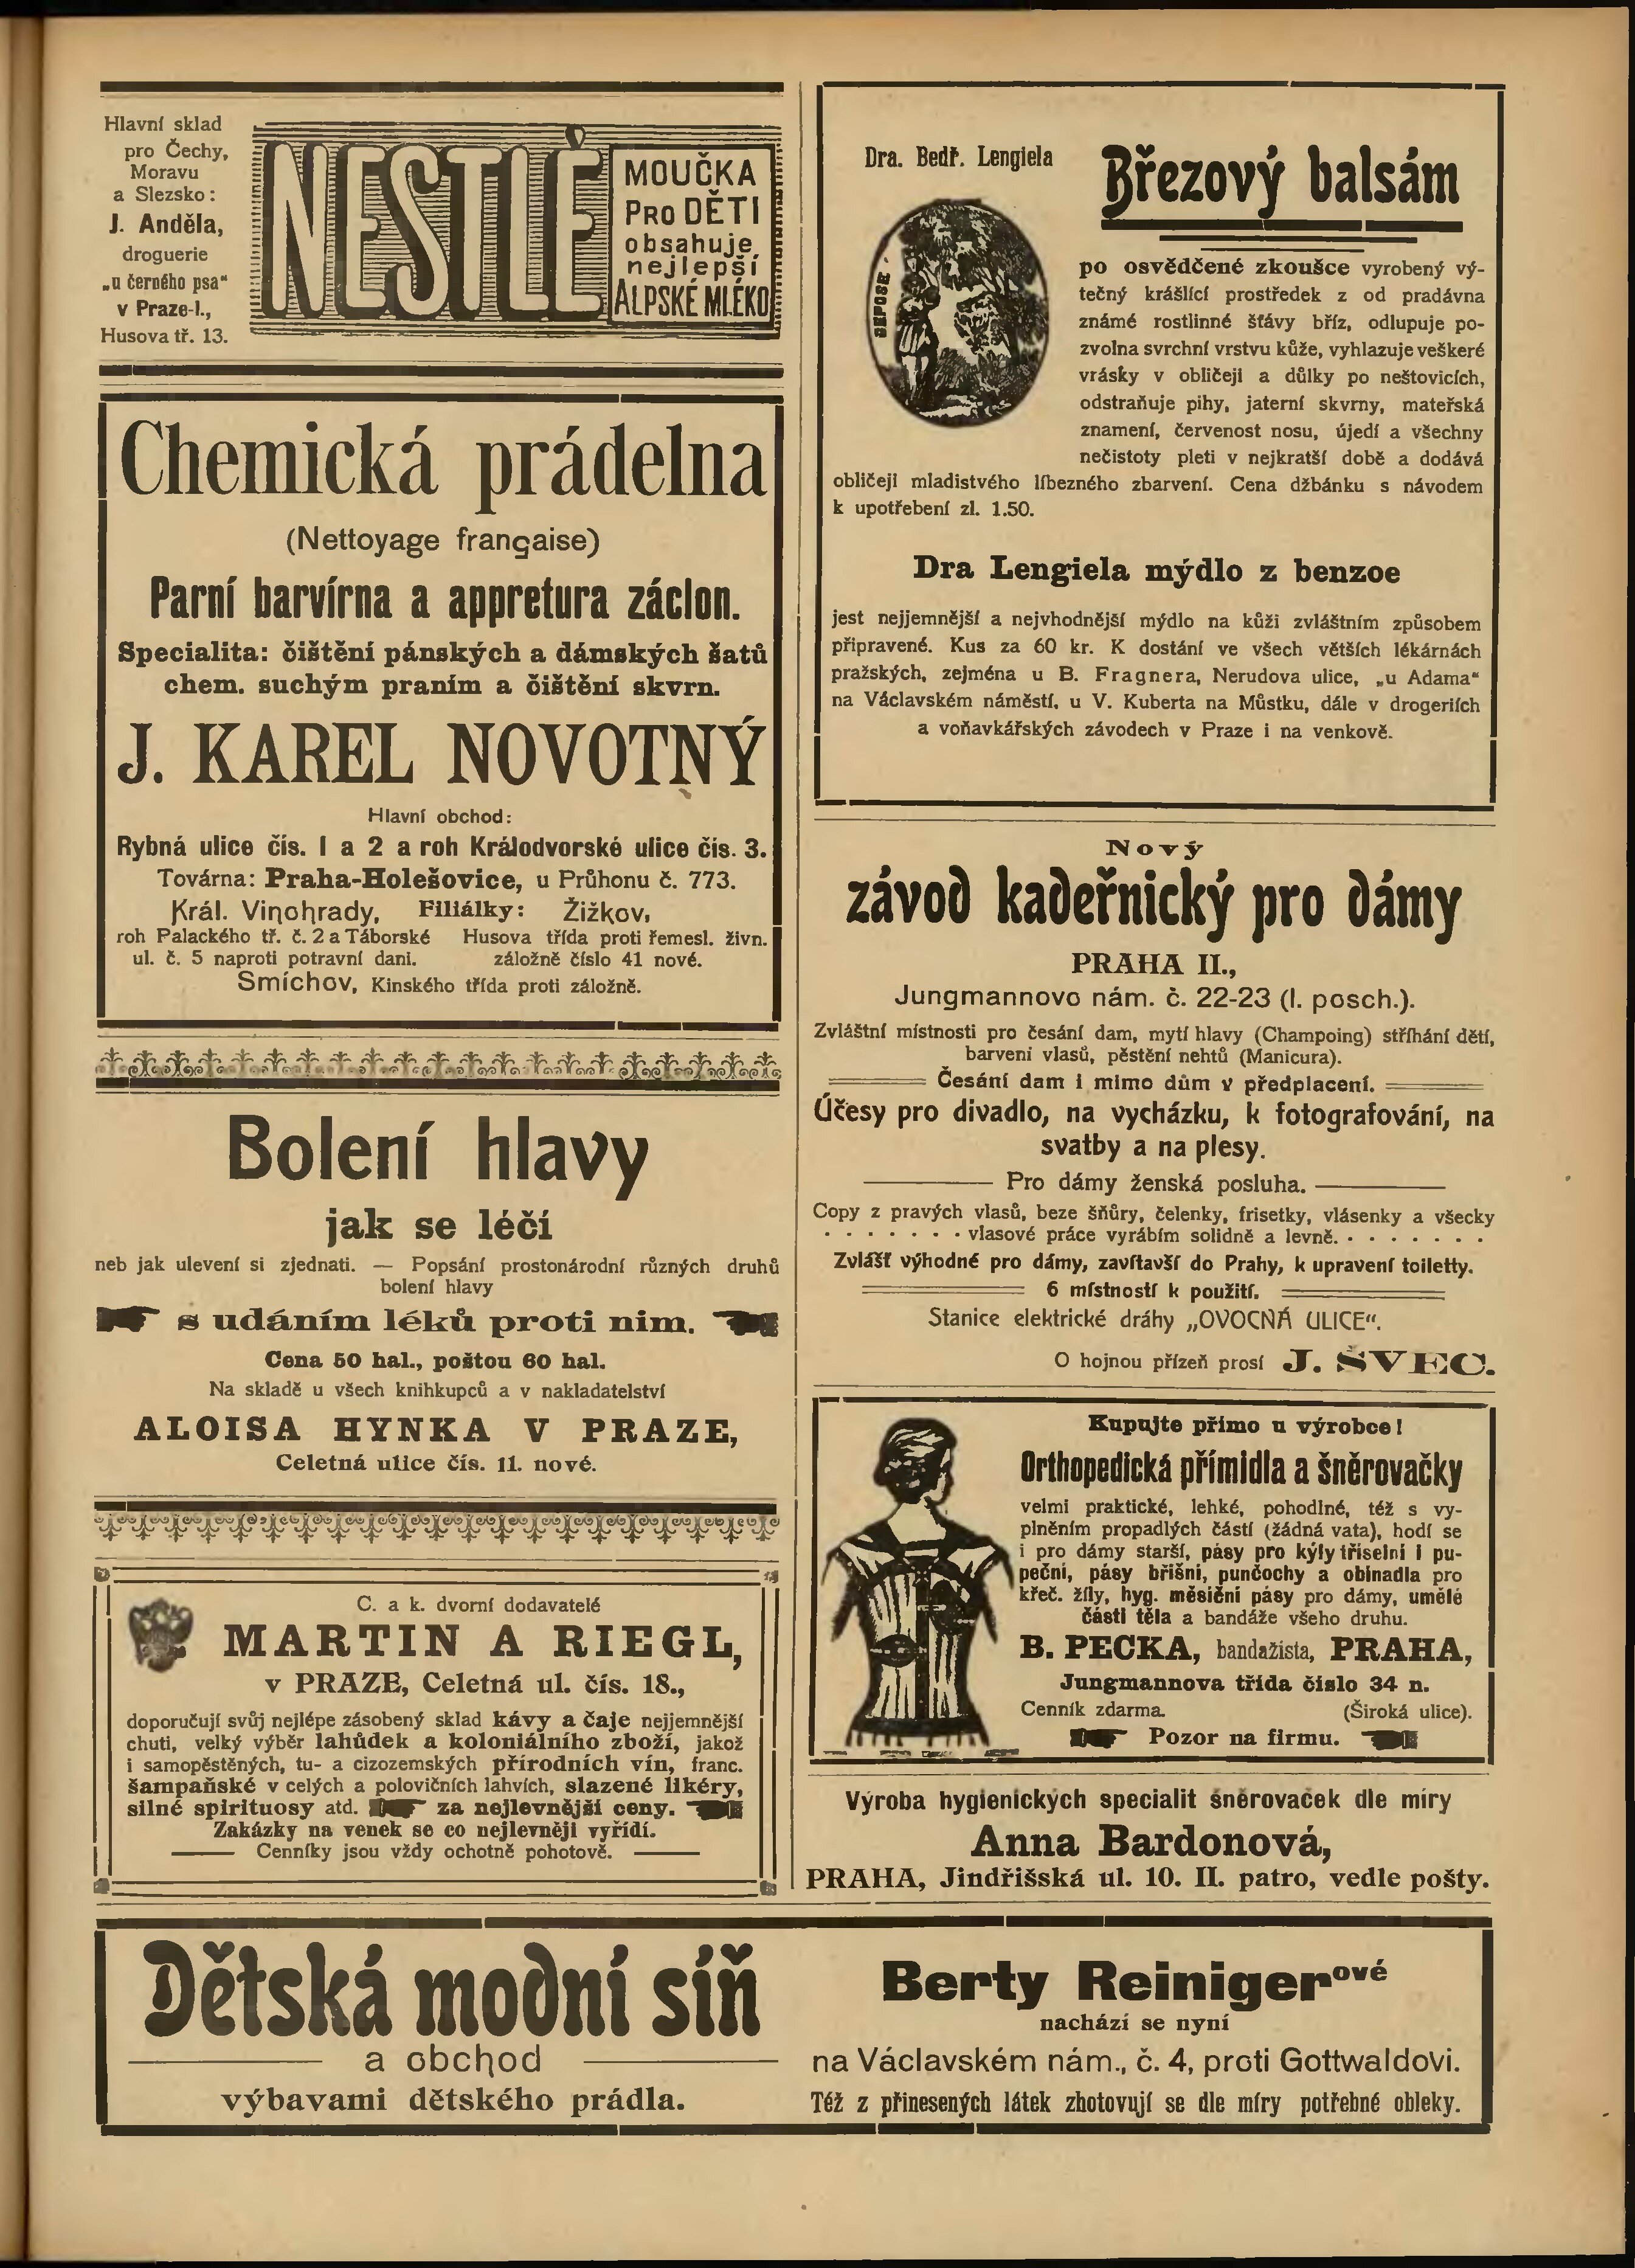 Hlavní sklad
pro Čechy,
Moravu
a Slezsko:
J. Anděla,
droguerie
„u černého psa“
v Praze-I.,
Husova tř. 13.
NESTLÉ
MOUČKA
PRO DĚTI
obsahuje
nejlepší
ALPSKÉ MLÉKO
Chemická prádelna
(Nettoyage française)
Parní barvírna a appretura záclon.
Specialita: čištění pánských a dámských šatů
chem. suchým praním a čištění skvrn.
J. KAREL NOVOTNÝ
Hlavní obchod:
Rybná ulice čís. 1 a 2 a roh Králodvorské ulice čís. 3.
Továrna: Praha-Holešovice, u Průhonu č. 773.
Král. Vinohrady, Filiálky: Žižkov,
roh Palackého tř. č. 2 a Táborské Husova třída proti řemesl. živn.
ul. č. 5 naproti potravní dani. záložně číslo 41 nové.
Smíchov, Kinského třída proti záložně.
Bolení hlavy
jak se léčí
neb jak ulevení si zjednati. — Popsání prostonárodní různých druhů
bolení hlavy
s udáním léků proti nim.
Cena 50 hal., poštou 60 hal.
Na skladě u všech knihkupců a v nakladatelství
ALOISA HYNKA V PRAZE,
Celetná ulice čís. 11. nové.
C. a k. dvorní dodavatelé
MARTIN A RIEGL,
v PRAZE, Celetná ul. čís. 18.,
doporučují svůj nejlépe zásobený sklad kávy a čaje nejjemnější
chuti, velký výběr lahůdek a koloniálního zboží, jakož
i samopěstěných, tu- a cizozemských přírodních vín, franc.
šampaňské v celých a polovičních lahvích, slazené likéry,
silné spirituosy atd. za nejlevnější ceny.
Zakázky na venek se co nejlevněji vyřídí.
Cenníky jsou vždy ochotně pohotově.
Dra. Bedř. Lengiela
Březový balsám
DEPOSE
po osvědčené zkoušce vyrobený vý-
tečný krášlící prostředek z od pradávna
známé rostlinné šťávy bříz, odlupuje po-
zvolna svrchní vrstvu kůže, vyhlazuje veškeré
vrásky v obličeji a důlky po neštovicích,
odstraňuje pihy, jaterní skvrny, mateřská
znamení, červenost nosu, újedí a všechny
nečistoty pleti v nejkratší době a dodává
obličeji mladistvého líbezného zbarvení. Cena džbánku s návodem
k upotřebení zl. 1.50.
Dra Lengiela mýdlo z benzoe
jest nejjemnější a nejvhodnější mýdlo na kůži zvláštním způsobem
připravené. Kus za 60 kr. K dostání ve všech větších lékárnách
pražských, zejména u B. Fragnera, Nerudova ulice, „u Adama“
na Václavském náměstí, u V. Kuberta na Můstku, dále v drogeriích
a voňavkářských závodech v Praze i na venkově.
Nový
závod kadeřnický pro dámy
PRAHA II.,
Jungmannovo nám. č. 22-23 (I. posch.).
Zvláštní místnosti pro česání dam, mytí hlavy (Champoing) stříhání dětí,
barvení vlasů, pěstění nehtů (Manicura).
Česání dam i mimo dům v předplacení.
Účesy pro divadlo, na vycházku, k fotografování, na
svatby a na plesy.
Pro dámy ženská posluha.
Copy z pravých vlasů, beze šňůry, čelenky, frisetky, vlásenky a všecky
vlasové práce vyrábím solidně a levně.
Zvlášť výhodné pro dámy, zavítavší do Prahy, k upravení toiletty.
6 místností k použití.
Stanice elektrické dráhy „OVOCNÁ ULICE“.
O hojnou přízeň prosí J. ŠVEC.
Kupujte přímo u výrobce!
Orthopedická přímidla a šněrovačky
velmi praktické, lehké, pohodlné, též s vy-
plněním propadlých částí (žádná vata), hodí se
i pro dámy starší, pásy pro kýly tříselní i pu-
peční, pásy břišní, punčochy a obinadla pro
křeč. žíly, hyg. měsíční pásy pro dámy, umělé
části těla a bandáže všeho druhu.
B. PECKA, bandažista, PRAHA,
Jungmannova třída číslo 34 n.
Cenník zdarma. (Široká ulice).
Pozor na firmu.
Výroba hygienických specialit šněrovaček dle míry
Anna Bardonová,
PRAHA, Jindřišská ul. 10. II. patro, vedle pošty.
Dětská modní síň
a obchod
výbavami dětského prádla.
Berty Reinigerové
nachází se nyní
na Václavském nám., č. 4, proti Gottwaldovi.
Též z přinesených látek zhotovují se dle míry potřebné obleky.